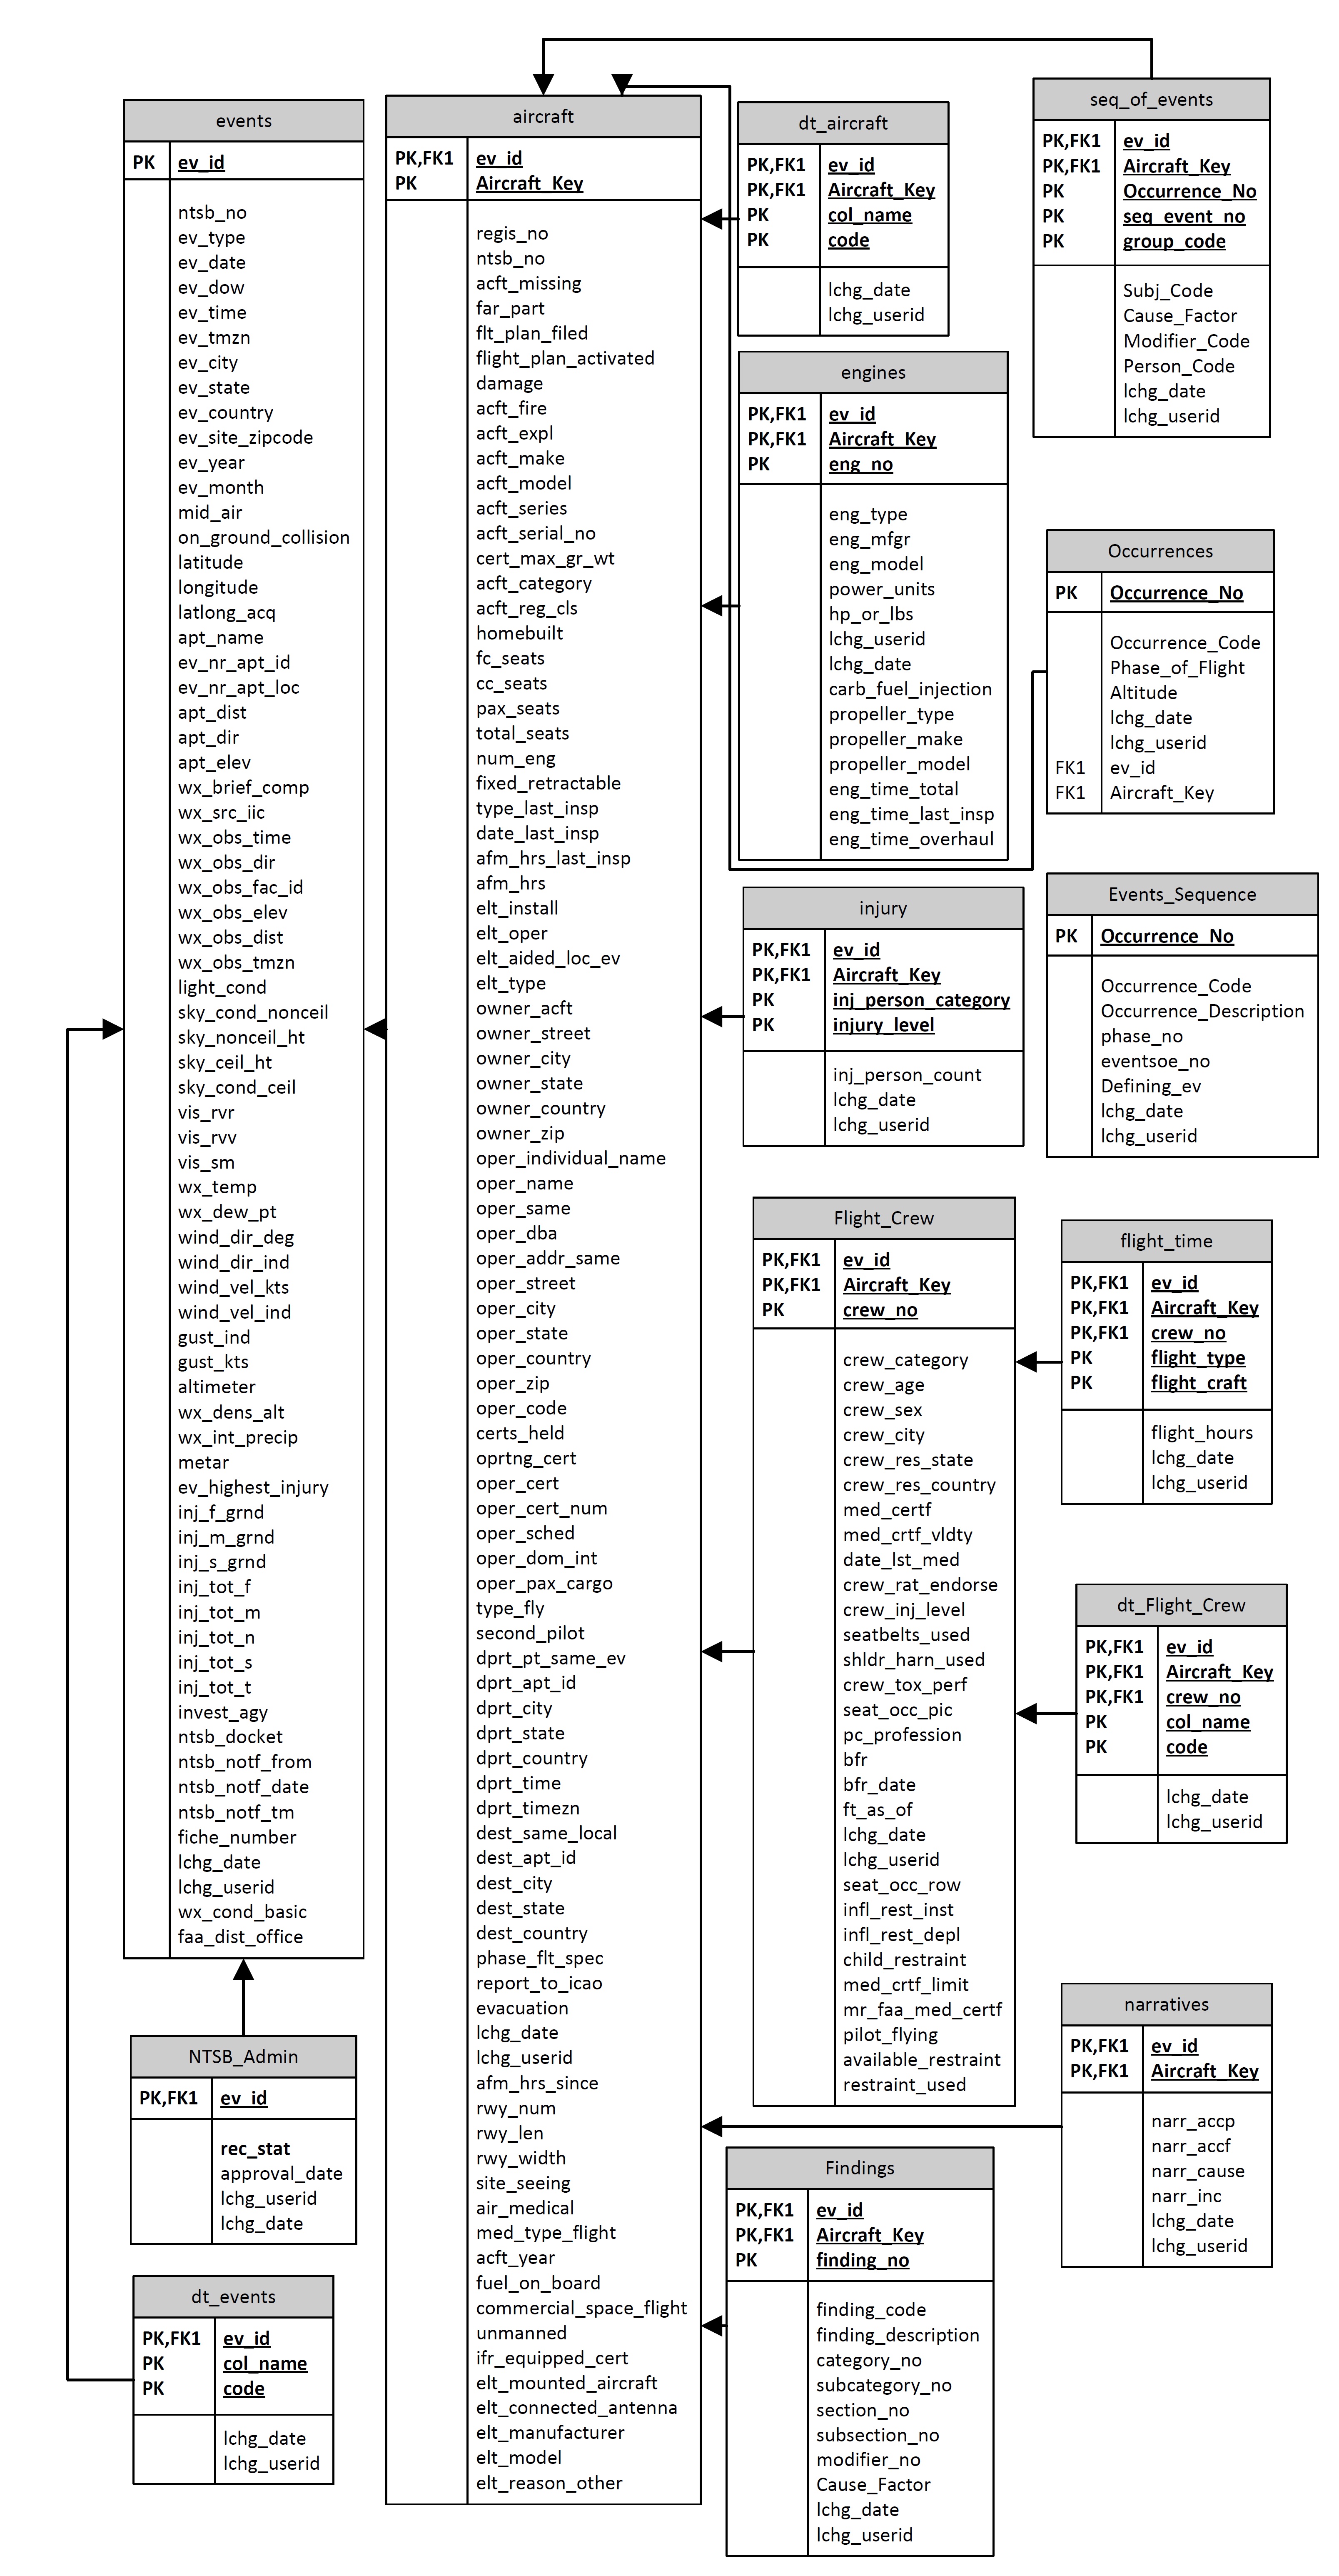 events
PK ev_id
ntsb_no
ev_type
ev_date
ev_dow
ev_time
ev_tmzn
ev_city
ev_state
ev_country
ev_site_zipcode
ev_year
ev_month
mid_air
on_ground_collision
latitude
longitude
latlong_acq
apt_name
ev_nr_apt_id
ev_nr_apt_loc
apt_dist
apt_dir
apt_elev
wx_brief_comp
wx_src_iic
wx_obs_time
wx_obs_dir
wx_obs_fac_id
wx_obs_elev
wx_obs_dist
wx_obs_tmzn
light_cond
sky_cond_nonceil
sky_nonceil_ht
sky_ceil_ht
sky_cond_ceil
vis_rvr
vis_rvv
vis_sm
wx_temp
wx_dew_pt
wind_dir_deg
wind_dir_ind
wind_vel_kts
wind_vel_ind
gust_ind
gust_kts
altimeter
wx_dens_alt
wx_int_precip
metar
ev_highest_injury
inj_f_grnd
inj_m_grnd
inj_s_grnd
inj_tot_f
inj_tot_m
inj_tot_n
inj_tot_s
inj_tot_t
invest_agy
ntsb_docket
ntsb_notf_from
ntsb_notf_date
ntsb_notf_tm
fiche_number
lchg_date
lchg_userid
wx_cond_basic
faa_dist_office
NTSB_Admin
PK,FK1 ev_id
rec_stat
approval_date
lchg_userid
lchg_date
dt_events
PK,FK1 ev_id
PK col_name
PK code
lchg_date
lchg_userid
aircraft
PK,FK1 ev_id
PK Aircraft_Key
regis_no
ntsb_no
acft_missing
far_part
flt_plan_filed
flight_plan_activated
damage
acft_fire
acft_expl
acft_make
acft_model
acft_series
acft_serial_no
cert_max_gr_wt
acft_category
acft_reg_cls
homebuilt
fc_seats
cc_seats
pax_seats
total_seats
num_eng
fixed_retractable
type_last_insp
date_last_insp
afm_hrs_last_insp
afm_hrs
elt_install
elt_oper
elt_aided_loc_ev
elt_type
owner_acft
owner_street
owner_city
owner_state
owner_country
owner_zip
oper_individual_name
oper_name
oper_same
oper_dba
oper_addr_same
oper_street
oper_city
oper_state
oper_country
oper_zip
oper_code
certs_held
oprtng_cert
oper_cert
oper_cert_num
oper_sched
oper_dom_int
oper_pax_cargo
type_fly
second_pilot
dprt_pt_same_ev
dprt_apt_id
dprt_city
dprt_state
dprt_country
dprt_time
dprt_timezn
dest_same_local
dest_apt_id
dest_city
dest_state
dest_country
phase_flt_spec
report_to_icao
evacuation
lchg_date
lchg_userid
afm_hrs_since
rwy_num
rwy_len
rwy_width
site_seeing
air_medical
med_type_flight
acft_year
fuel_on_board
commercial_space_flight
unmanned
ifr_equipped_cert
elt_mounted_aircraft
elt_connected_antenna
elt_manufacturer
elt_model
elt_reason_other
dt_aircraft
PK,FK1 ev_id
PK,FK1 Aircraft_Key
PK col_name
PK code
lchg_date
lchg_userid
engines
PK,FK1 ev_id
PK,FK1 Aircraft_Key
PK eng_no
eng_type
eng_mfgr
eng_model
power_units
hp_or_lbs
lchg_userid
lchg_date
carb_fuel_injection
propeller_type
propeller_make
propeller_model
eng_time_total
eng_time_last_insp
eng_time_overhaul
injury
PK,FK1 ev_id
PK,FK1 Aircraft_Key
PK inj_person_category
PK injury_level
inj_person_count
lchg_date
lchg_userid
Flight_Crew
PK,FK1 ev_id
PK,FK1 Aircraft_Key
PK crew_no
crew_category
crew_age
crew_sex
crew_city
crew_res_state
crew_res_country
med_certf
med_crtf_vldty
date_lst_med
crew_rat_endorse
crew_inj_level
seatbelts_used
shldr_harn_used
crew_tox_perf
seat_occ_pic
pc_profession
bfr
bfr_date
ft_as_of
lchg_date
lchg_userid
seat_occ_row
infl_rest_inst
infl_rest_depl
child_restraint
med_crtf_limit
mr_faa_med_certf
pilot_flying
available_restraint
restraint_used
Findings
PK,FK1 ev_id
PK,FK1 Aircraft_Key
PK finding_no
finding_code
finding_description
category_no
subcategory_no
section_no
subsection_no
modifier_no
Cause_Factor
lchg_date
lchg_userid
seq_of_events
PK,FK1 ev_id
PK,FK1 Aircraft_Key
PK Occurrence_No
PK seq_event_no
PK group_code
Subj_Code
Cause_Factor
Modifier_Code
Person_Code
lchg_date
lchg_userid
Occurrences
PK Occurrence_No
Occurrence_Code
Phase_of_Flight
Altitude
lchg_date
lchg_userid
FK1 ev_id
FK1 Aircraft_Key
Events_Sequence
PK Occurrence_No
Occurrence_Code
Occurrence_Description
phase_no
eventsoe_no
Defining_ev
lchg_date
lchg_userid
flight_time
PK,FK1 ev_id
PK,FK1 Aircraft_Key
PK,FK1 crew_no
PK flight_type
PK flight_craft
flight_hours
lchg_date
lchg_userid
dt_Flight_Crew
PK,FK1 ev_id
PK,FK1 Aircraft_Key
PK,FK1 crew_no
PK col_name
PK code
lchg_date
lchg_userid
narratives
PK,FK1 ev_id
PK,FK1 Aircraft_Key
narr_accp
narr_accf
narr_cause
narr_inc
lchg_date
lchg_userid